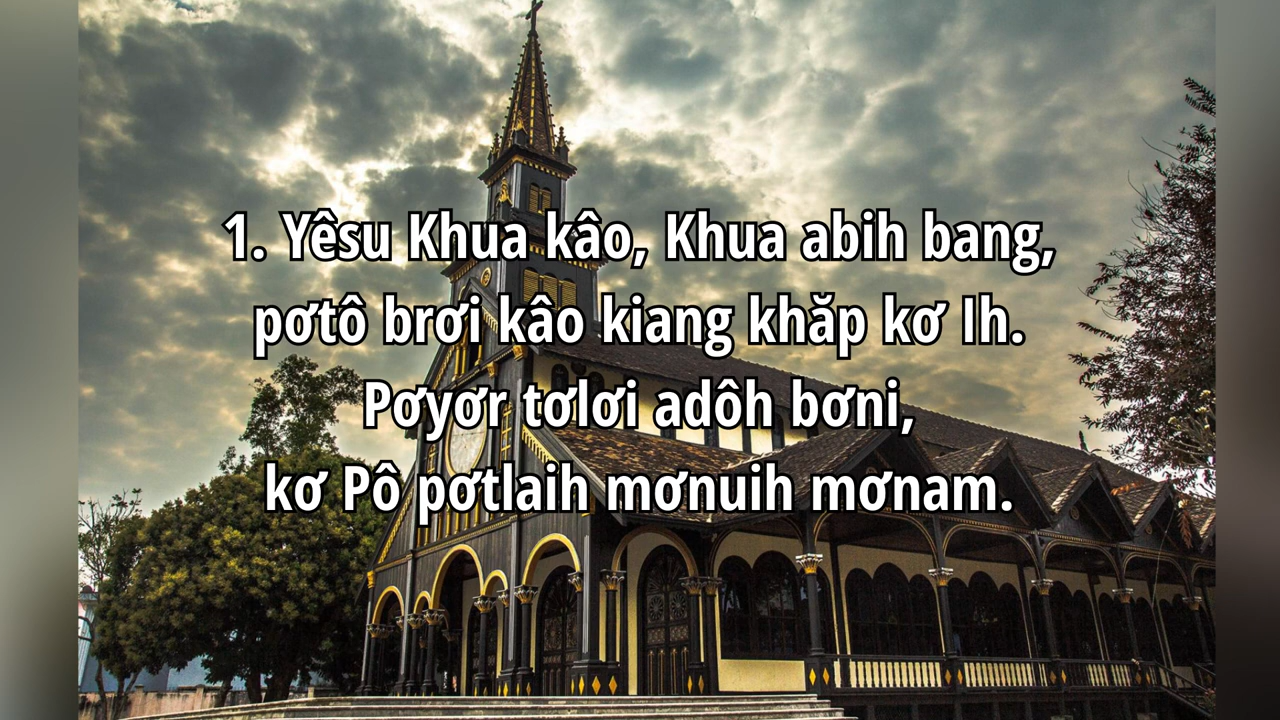 1. Yêsu Khua kâo, Khua abih bang,
pơtô brơi kâo kiang khăp kơ Ih.
Pơyơr tơlơi adôh bơni,
kơ Pô pơtlaih mơnuih mơnam.